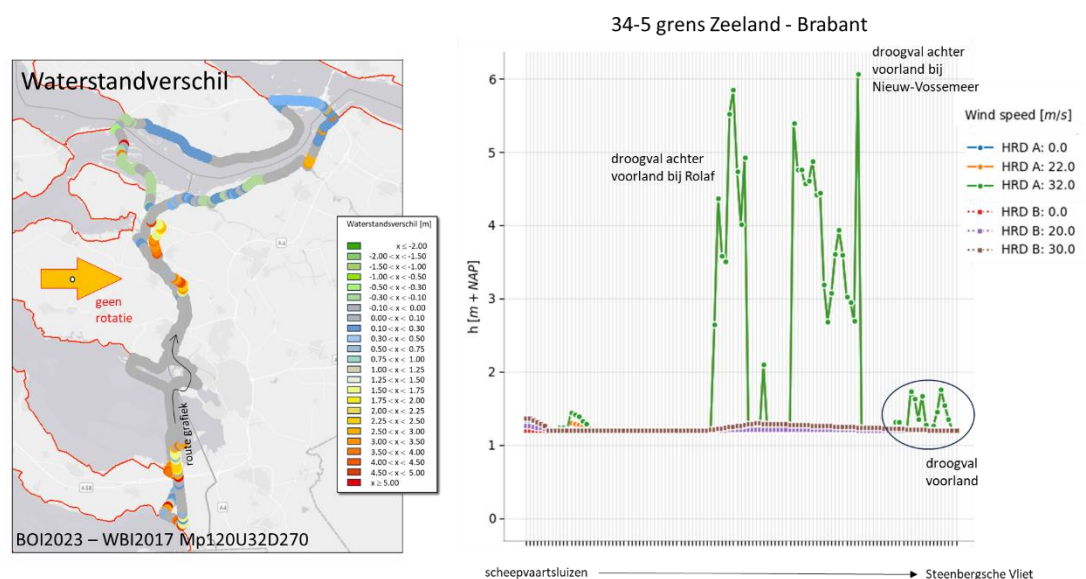 34-5 grens Zeeland - Brabant
Waterstandverschil
geen
rotatie
route grafiek
A4
A58
A4
BOI2023 – WBI2017 Mp120U32D270
Waterstandsverschil [m]
x ≤ -2.00
-2.00 < x < -1.50
-1.50 < x < -1.00
-1.00 < x < -0.50
-0.50 < x < -0.30
-0.30 < x < -0.10
-0.10 < x < 0.00
0.00 < x < 0.10
0.10 < x < 0.30
0.30 < x < 0.50
0.50 < x < 0.75
0.75 < x < 1.00
1.00 < x < 1.25
1.25 < x < 1.50
1.50 < x < 1.75
1.75 < x < 2.00
2.00 < x < 2.25
2.25 < x < 2.50
2.50 < x < 3.00
3.00 < x < 3.50
3.50 < x < 4.00
4.00 < x < 4.50
4.50 < x < 5.00
x ≥ 5.00
h [m + NAP]
6
5
4
3
2
1
0
droogval achter
voorland bij Rolaf
droogval achter
voorland bij
Nieuw-Vossemeer
droogval
voorland
Wind speed [m/s]
HRD A: 0.0
HRD A: 22.0
HRD A: 32.0
HRD B: 0.0
HRD B: 20.0
HRD B: 30.0
scheepvaartsluizen
Steenbergsche Vliet